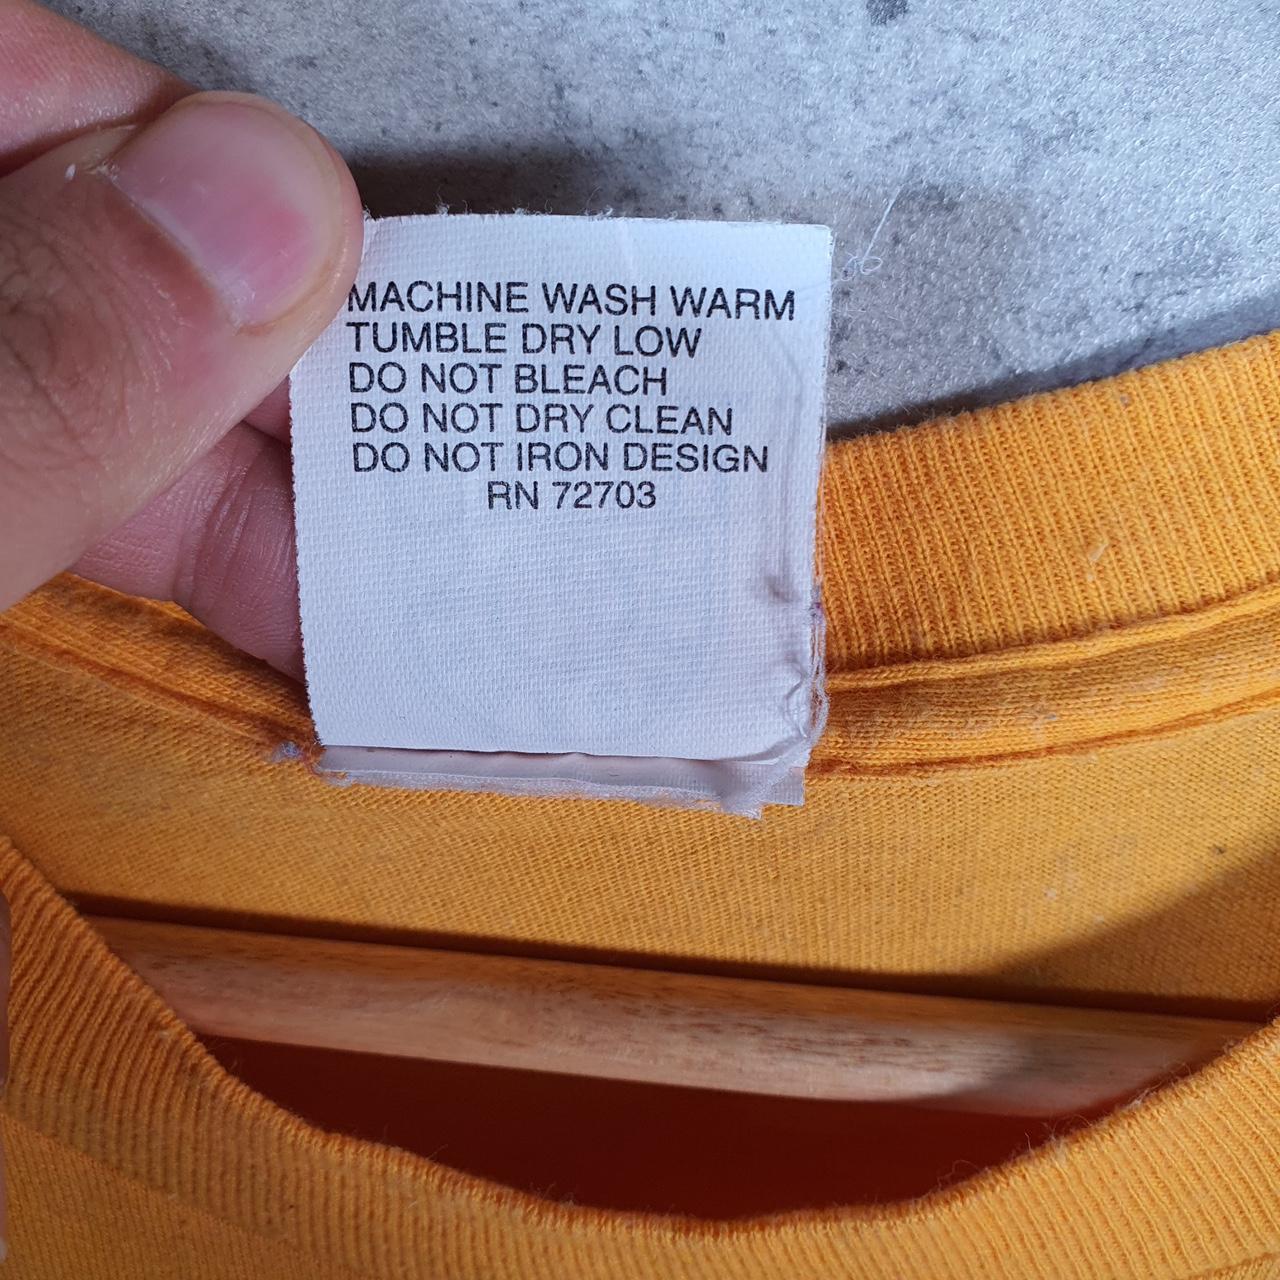 MACHINE WASH WARM
TUMBLE DRY LOW
DO NOT BLEACH
DO NOT DRY CLEAN
DO NOT IRON DESIGN
RN 72703